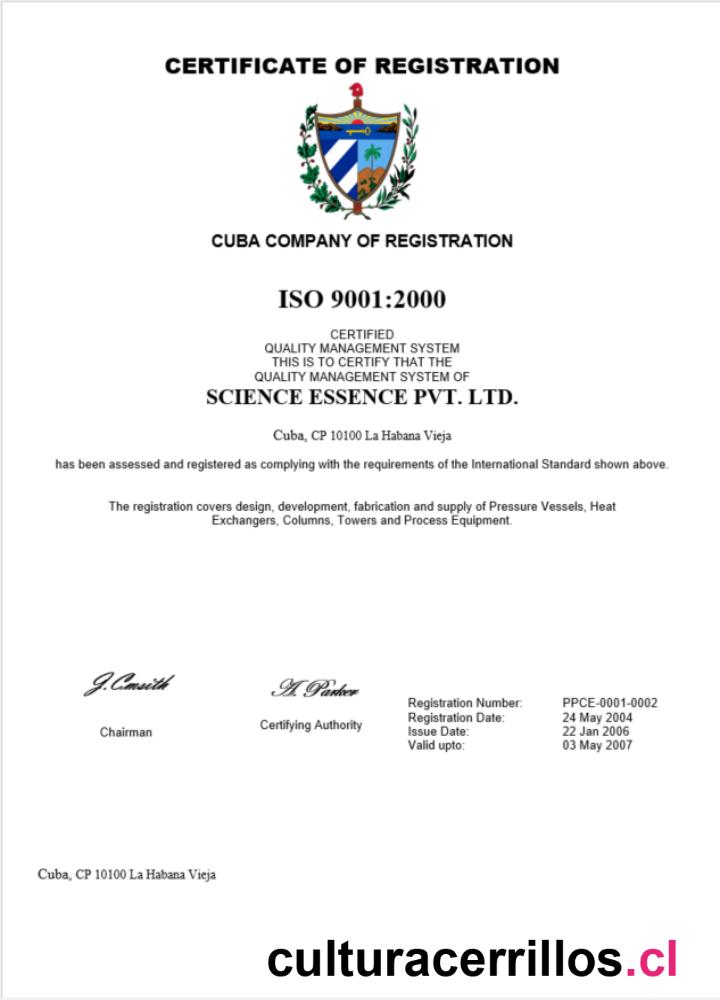 CERTIFICATE OF REGISTRATION
CUBA COMPANY OF REGISTRATION
ISO 9001:2000
CERTIFIED
QUALITY MANAGEMENT SYSTEM
THIS IS TO CERTIFY THAT THE
QUALITY MANAGEMENT SYSTEM OF
SCIENCE ESSENCE PVT. LTD.
Cuba, CP 10100 La Habana Vieja
has been assessed and registered as complying with the requirements of the International Standard shown above.
The registration covers design, development, fabrication and supply of Pressure Vessels, Heat
Exchangers, Columns, Towers and Process Equipment.
J.Cmsith
Chairman
A. Parker
Certifying Authority
Registration Number: PPCE-0001-0002
Registration Date: 24 May 2004
Issue Date: 22 Jan 2006
Valid upto: 03 May 2007
Cuba, CP 10100 La Habana Vieja
culturacerrillos.cl